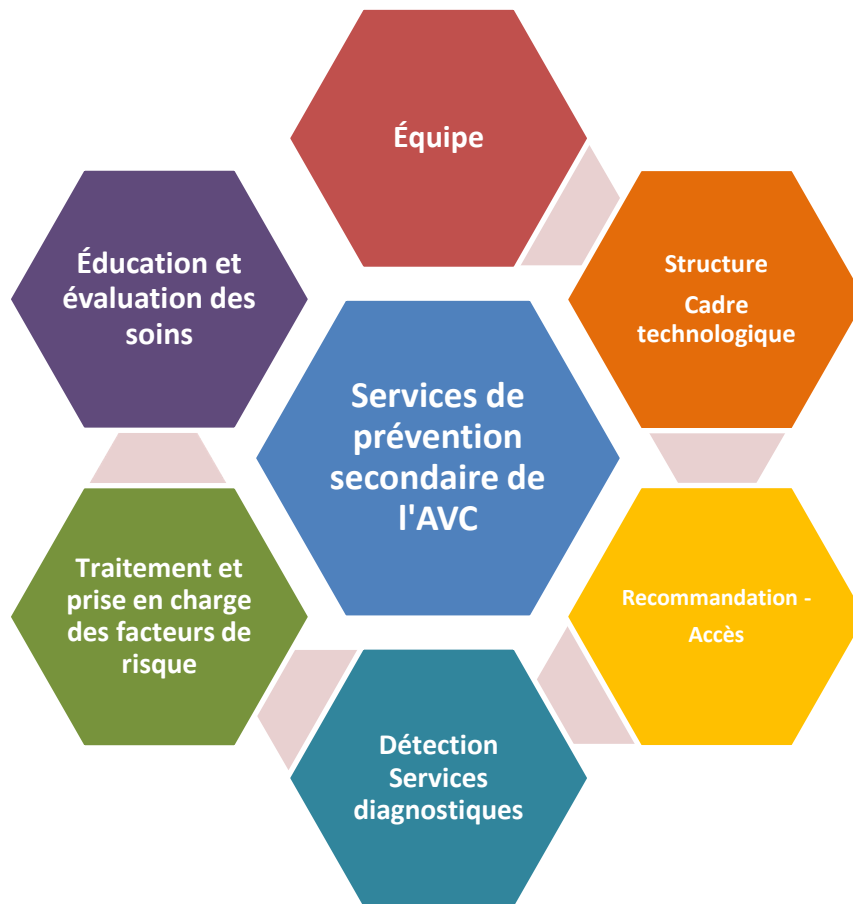 Équipe
Structure
Cadre
technologique
Recommandation -
Accès
Détection
Services
diagnostiques
Traitement et
prise en charge
des facteurs de
risque
Éducation et
évaluation des
soins
Services de
prévention
secondaire de
l'AVC